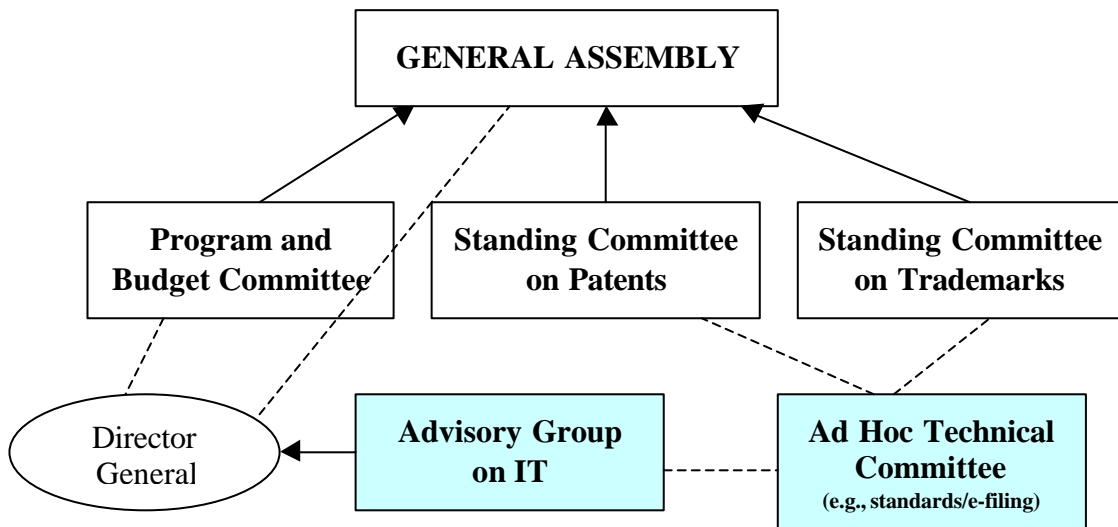 GENERAL ASSEMBLY
Program and
Budget Committee
Standing Committee
on Patents
Standing Committee
on Trademarks
Director
General
Advisory Group
on IT
Ad Hoc Technical
Committee
(e.g., standards/e-filing)